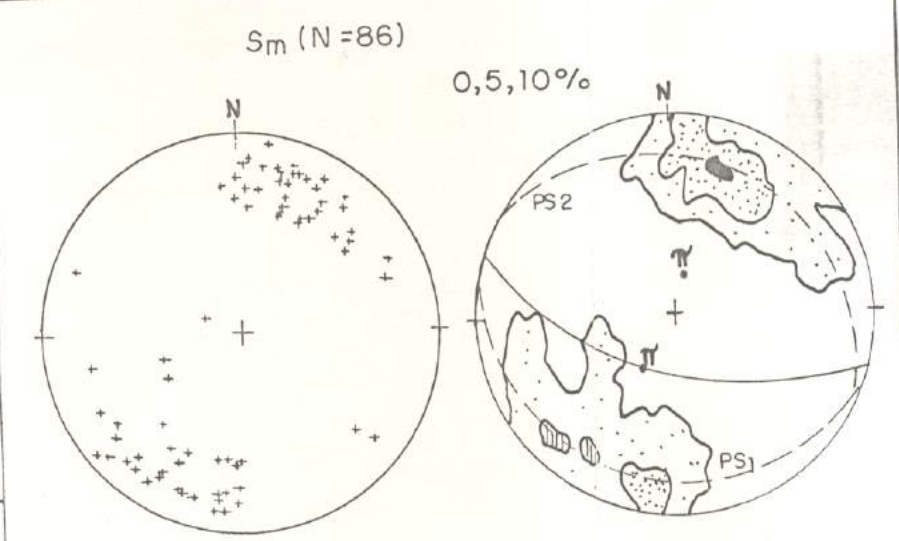 Sm (N=86)
0,5,10%
N
N
PS2
π
π
PS1